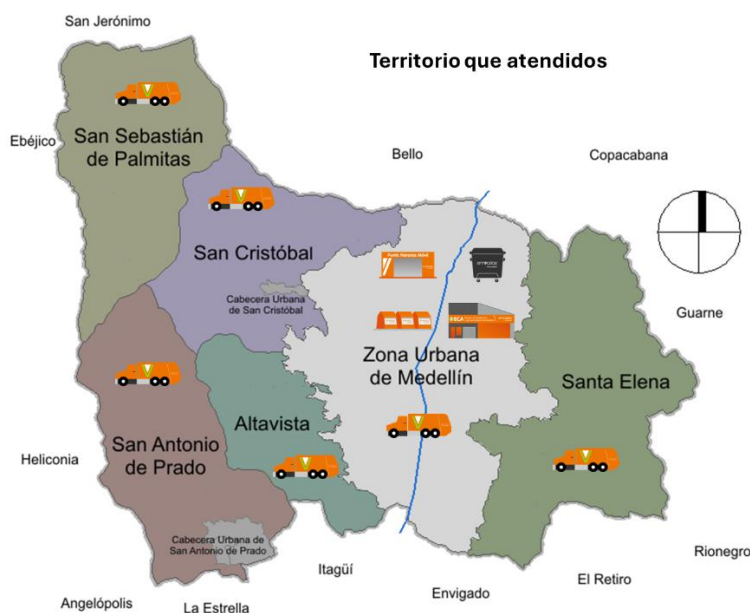 San Jerónimo
Territorio que atendidos
Ebéjico
San Sebastián
de Palmitas
Bello
Copacabana
San Cristóbal
Cabecera Urbana
de San Cristóbal
Guarne
Zona Urbana
de Medellín
Santa Elena
Altavista
San Antonio
de Prado
Heliconia
Cabecera Urbana de
San Antonio de Prado
Itagüí
Rionegro
El Retiro
Envigado
Angelópolis
La Estrella